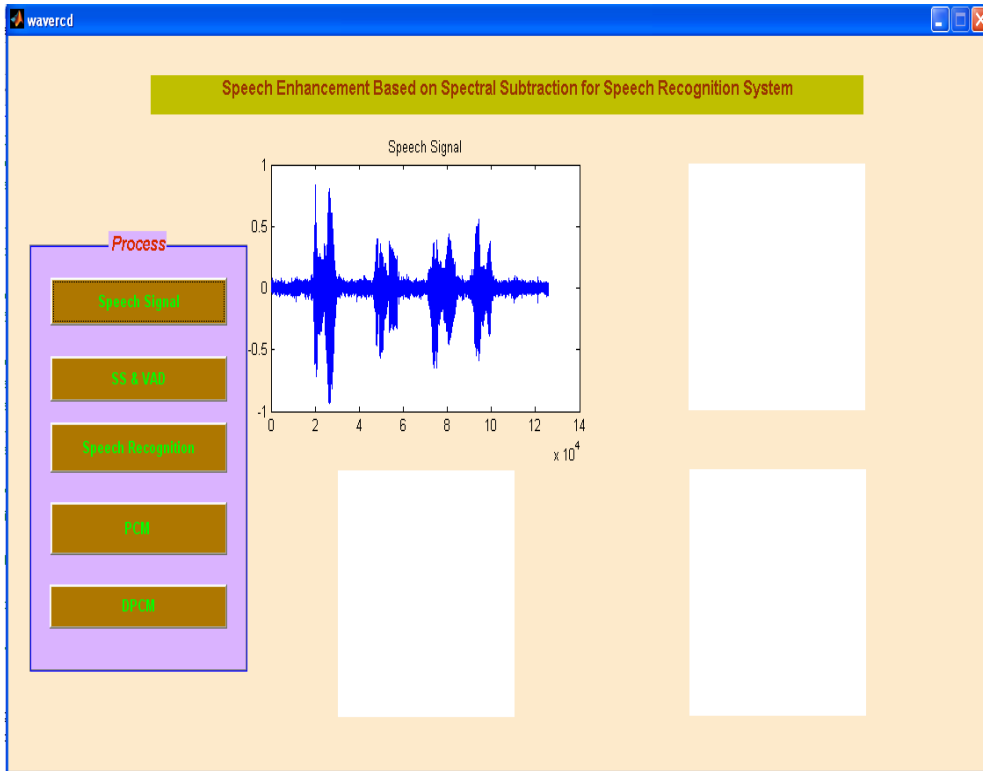 wavercd
Speech Enhancement Based on Spectral Subtraction for Speech Recognition System
Speech Signal
1
0.5
0
-0.5
-1
0 2 4 6 8 10 12 14
x 10^4
Process
Speech Signal
SS & VAD
Speech Recognition
PCM
DPCM